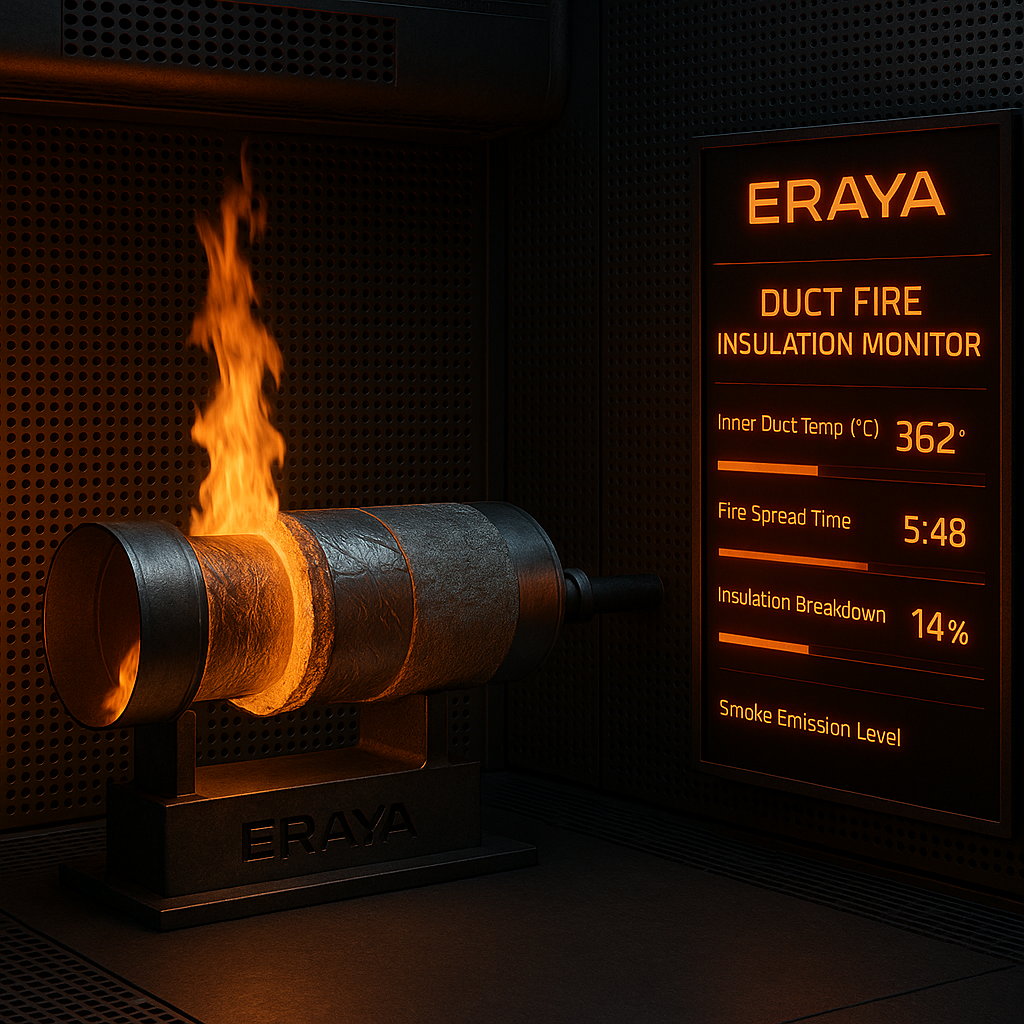 ERAYA
DUCT FIRE
INSULATION MONITOR
Inner Duct Temp (°C) 362°
Fire Spread Time 5:48
Insulation Breakdown 14%
Smoke Emission Level
ERAYA